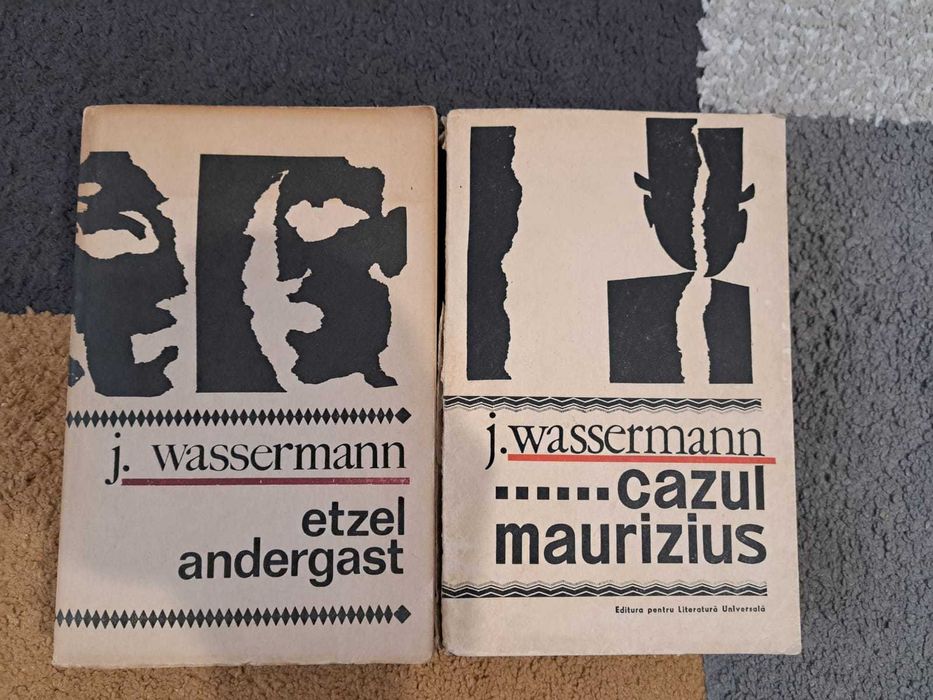 j. wassermann
etzel
andergast
j. wassermann
......cazul
maurizius
Editura pentru Literatură Universală